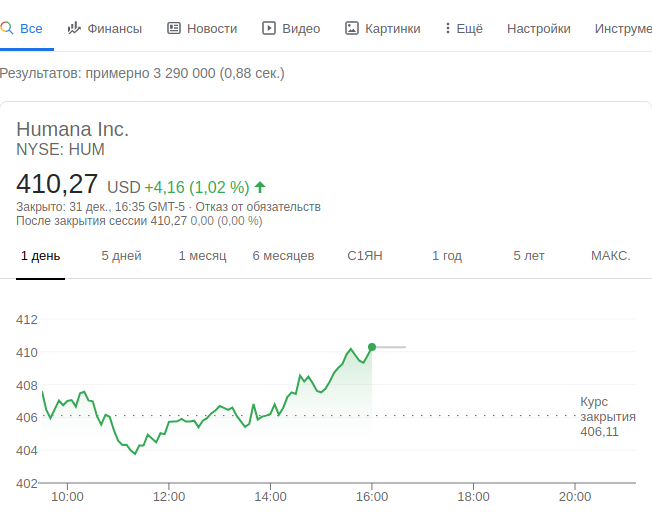 Все Финансы Новости Видео Картинки Ещё Настройки Инструме
Результатов: примерно 3 290 000 (0,88 сек.)
Humana Inc.
NYSE: HUM
410,27 USD +4,16 (1,02 %)
Закрыто: 31 дек., 16:35 GMT-5 · Отказ от обязательств
После закрытия сессии 410,27 0,00 (0,00 %)
1 день 5 дней 1 месяц 6 месяцев С1ЯН 1 год 5 лет МАКС.
412
410
408
406
404
402
Курс
закрытия
406,11
10:00 12:00 14:00 16:00 18:00 20:00